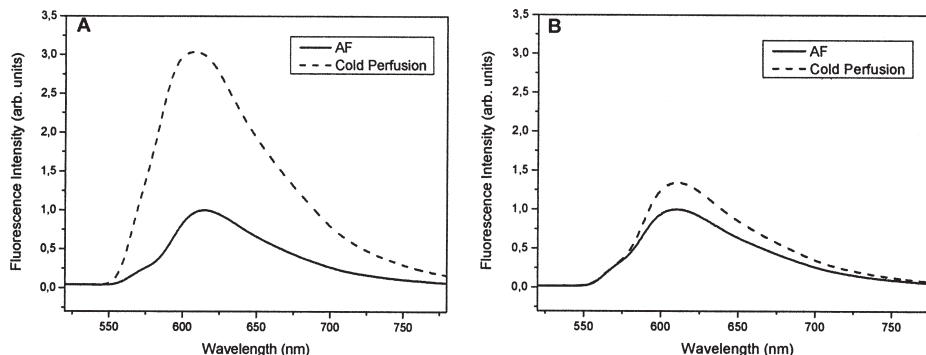 A
AF
Cold Perfusion
3,5
3,0
2,5
2,0
1,5
1,0
0,5
0,0
Fluorescence Intensity (arb. units)
550 600 650 700 750
Wavelength (nm)
B
AF
Cold Perfusion
3,5
3,0
2,5
2,0
1,5
1,0
0,5
0,0
Fluorescence Intensity (arb. units)
550 600 650 700 750
Wavelength (nm)